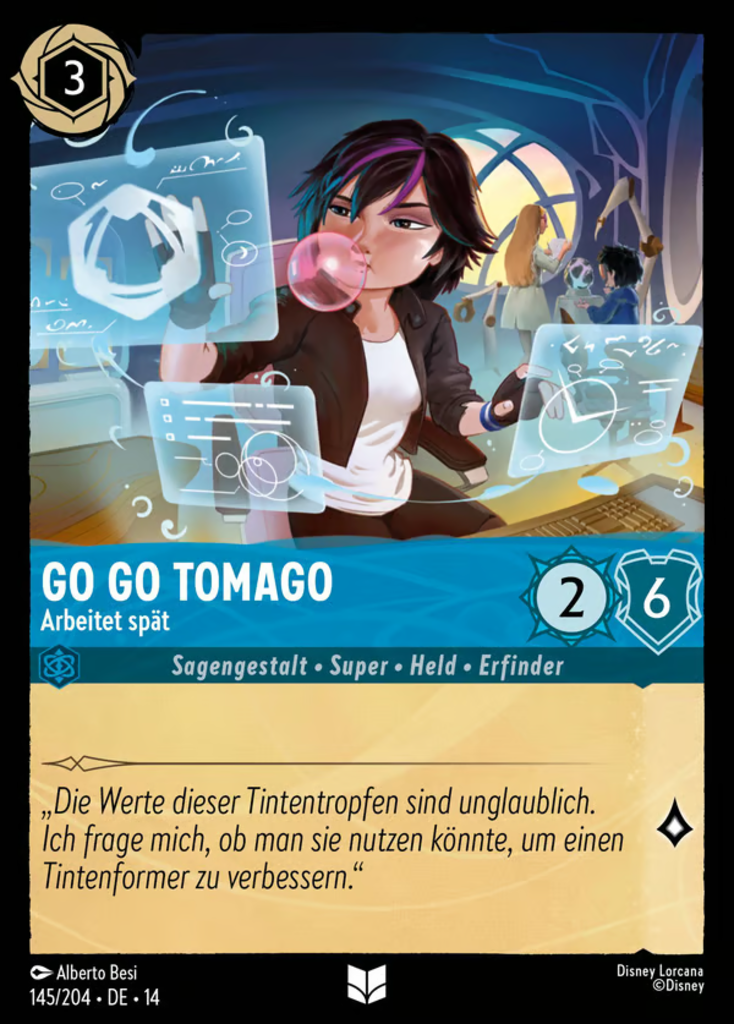 3
GO GO TOMAGO
Arbeitet spät
2
6
Sagengestalt • Super • Held • Erfinder
„Die Werte dieser Tintentropfen sind unglaublich.
Ich frage mich, ob man sie nutzen könnte, um einen
Tintenformer zu verbessern.“
Alberto Besi
145/204 • DE • 14
Disney Lorcana
©Disney